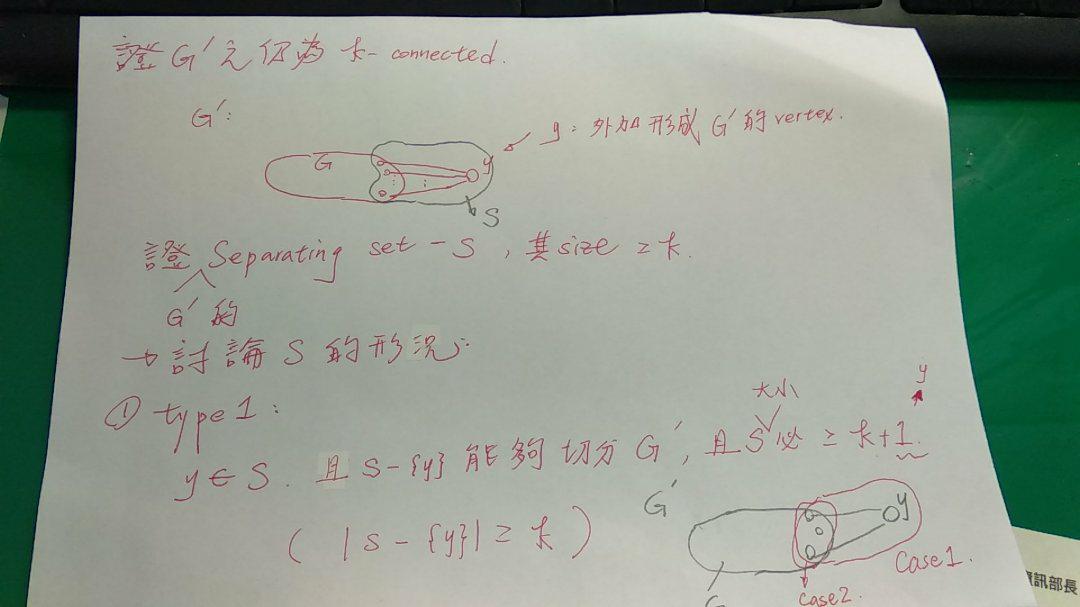 證 G′ 之仍為 k-connected.
G′:
y: 外加形成 G′ 的 vertex.
G
y
S
證 Separating set - S, 其 size ≥ k.
G′ 的
→ 討論 S 的形況:
① type 1:
大小
y
y ∈ S. 且 S-{y} 能夠切分 G′, 且 S 必 ≥ k+1.
( |S-{y}| ≥ k )
G′
y
Case 1.
Case 2.
資訊部長